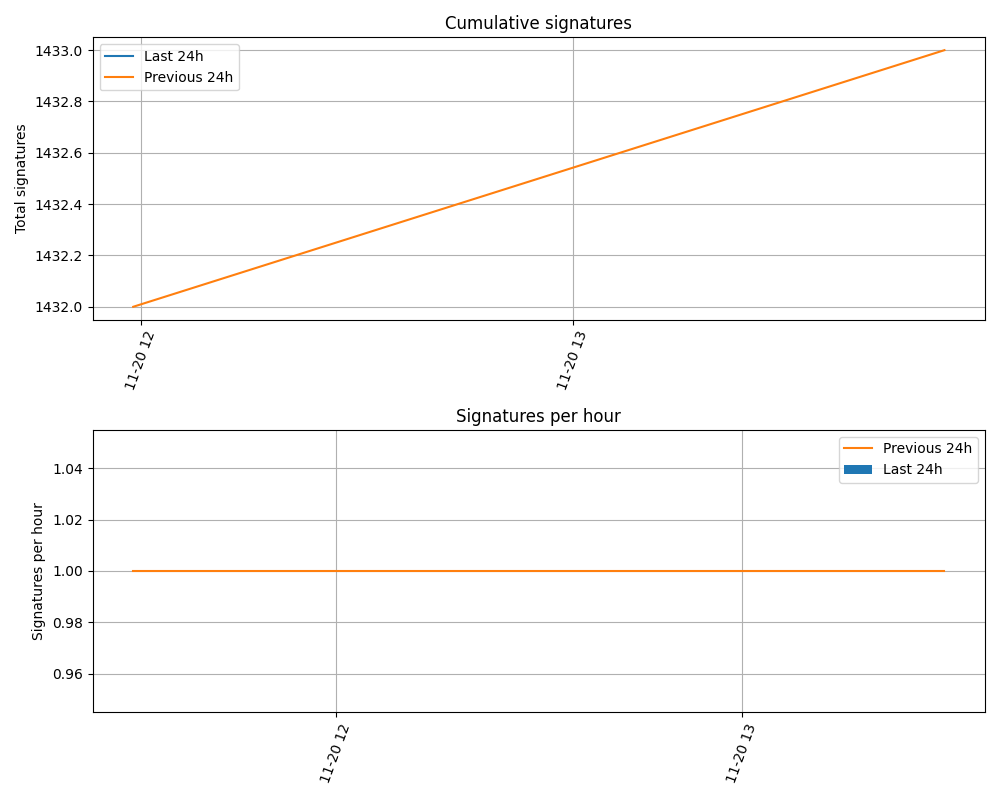 Cumulative signatures
Last 24h
Previous 24h
Total signatures
1433.0
1432.8
1432.6
1432.4
1432.2
1432.0
11-20 12
11-20 13
Signatures per hour
Previous 24h
Last 24h
Signatures per hour
1.04
1.02
1.00
0.98
0.96
11-20 12
11-20 13